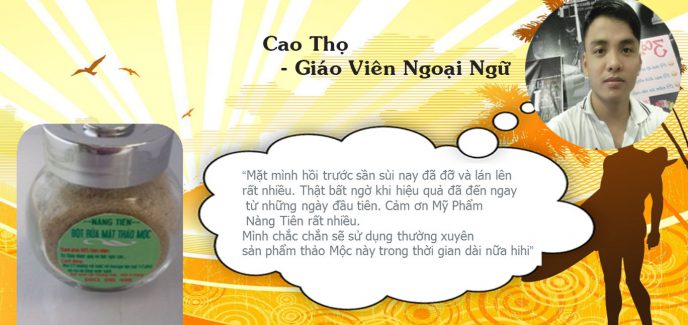 Cao Thọ
- Giáo Viên Ngoại Ngữ
“Mặt mình hồi trước sần sùi nay đã đỡ và lán lên
rất nhiều. Thật bất ngờ khi hiệu quả đã đến ngay
từ những ngày đầu tiên. Cảm ơn Mỹ Phẩm
Nàng Tiên rất nhiều.
Mình chắc chắn sẽ sử dụng thường xuyên
sản phẩm thảo Mộc này trong thời gian dài nữa hihi”
NÀNG TIÊN
BỘT RỬA MẶT THẢO MỘC